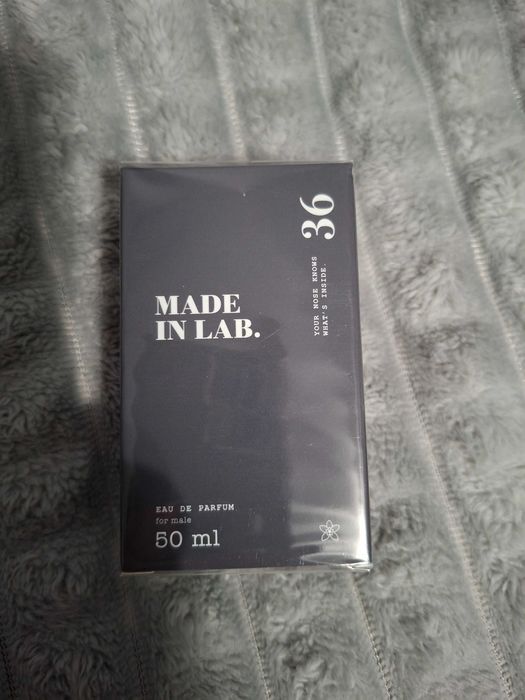 36
YOUR NOSE KNOWS
WHAT'S INSIDE.
MADE
IN LAB.
EAU DE PARFUM
for male
50 ml